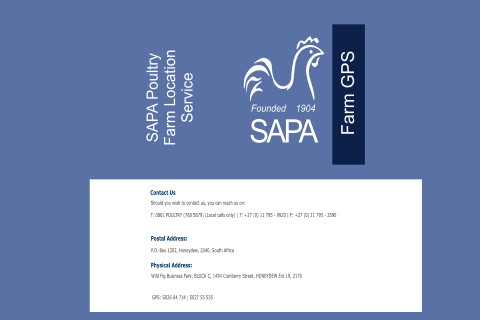 SAPA Poultry
Farm Location
Service
Founded 1904
SAPA
Farm GPS
Contact Us
Should you wish to contact us, you can reach us on:
T: 0861 POULTRY (768 5879) (Local calls only) | T: +27 (0) 11 795 - 9920 | F: +27 (0) 11 795 - 2590
Postal Address:
P.O. Box 1202, Honeydew, 2040, South Africa
Physical Address:
Wild Fig Business Park, BLOCK C, 1494 Cranberry Street, HONEYDEW Ext 19, 2170
GPS: S026 04 714 | E027 55 535